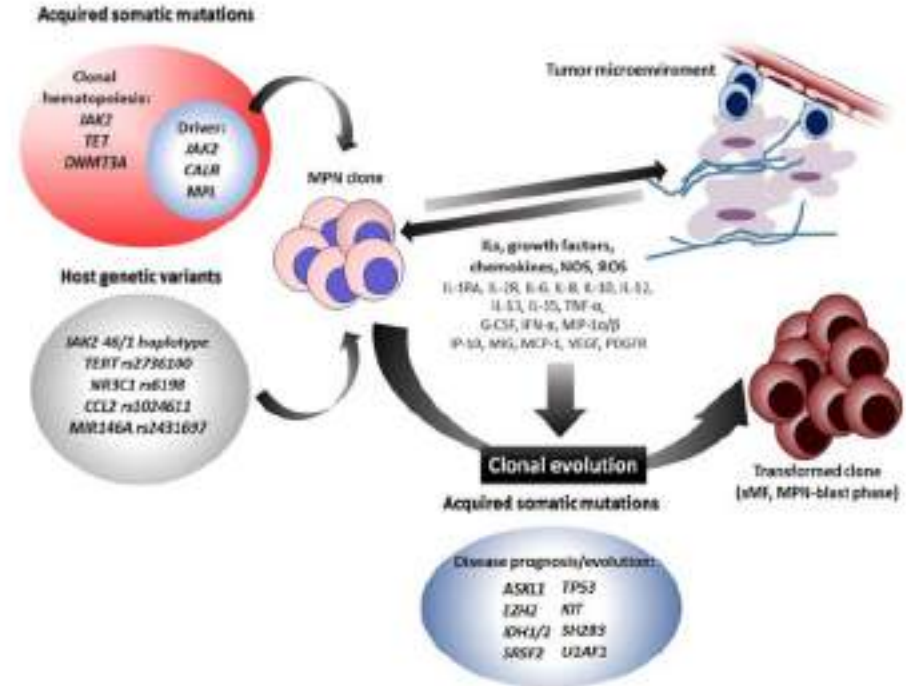 Acquired somatic mutations
Clonal
hematopoiesis:
JAK2
TET
DNMT3A
Driver:
JAK2
CALR
MPL
MPN clone
Tumor microenviroment
ILs, growth factors,
chemokines, NOS, ROS
IL-1RA, IL-2R, IL-6, IL-8, IL-10, IL-12,
IL-13, IL-15, TNF-α,
G-CSF, IFN-α, MIP-1α/β
IP-10, MIG, MCP-1, VEGF, PDGFR
Host genetic variants
JAK2 46/1 haplotype
TERT rs2736100
NR3C1 rs6198
CCL2 rs1024611
MIR146A rs2431697
Clonal evolution
Transformed clone
(sMF, MPN-blast phase)
Acquired somatic mutations
Disease prognosis/evolution:
ASXL1 TP53
EZH2 KIT
IDH1/2 SH2B3
SRSF2 U2AF1